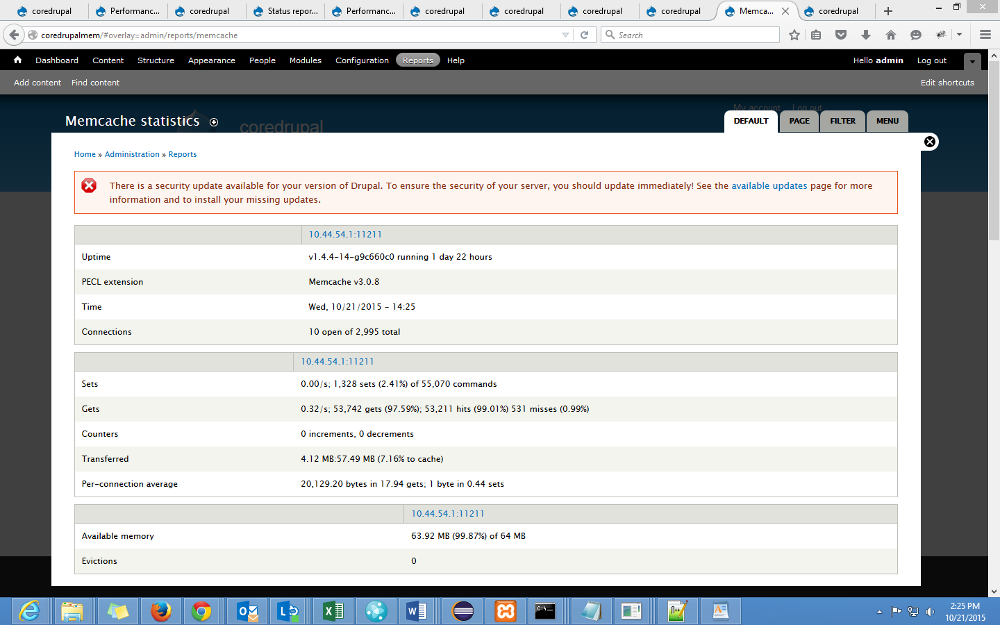 coredrupal
Performanc...
coredrupal
Status repor...
Performanc...
coredrupal
coredrupal
coredrupal
coredrupal
Memca...
coredrupal
coredrupalmem/#overlay=admin/reports/memcache
Search
Dashboard Content Structure Appearance People Modules Configuration Reports Help
Hello admin Log out
Add content Find content
Edit shortcuts
My account Log out
Memcache statistics
coredrupal
DEFAULT PAGE FILTER MENU
Home » Administration » Reports
There is a security update available for your version of Drupal. To ensure the security of your server, you should update immediately! See the available updates page for more
information and to install your missing updates.
10.44.54.1:11211
Uptime v1.4.4-14-g9c660c0 running 1 day 22 hours
PECL extension Memcache v3.0.8
Time Wed, 10/21/2015 - 14:25
Connections 10 open of 2,995 total
10.44.54.1:11211
Sets 0.00/s; 1,328 sets (2.41%) of 55,070 commands
Gets 0.32/s; 53,742 gets (97.59%); 53,211 hits (99.01%) 531 misses (0.99%)
Counters 0 increments, 0 decrements
Transferred 4.12 MB:57.49 MB (7.16% to cache)
Per-connection average 20,129.20 bytes in 17.94 gets; 1 byte in 0.44 sets
10.44.54.1:11211
Available memory 63.92 MB (99.87%) of 64 MB
Evictions 0
2:25 PM
10/21/2015